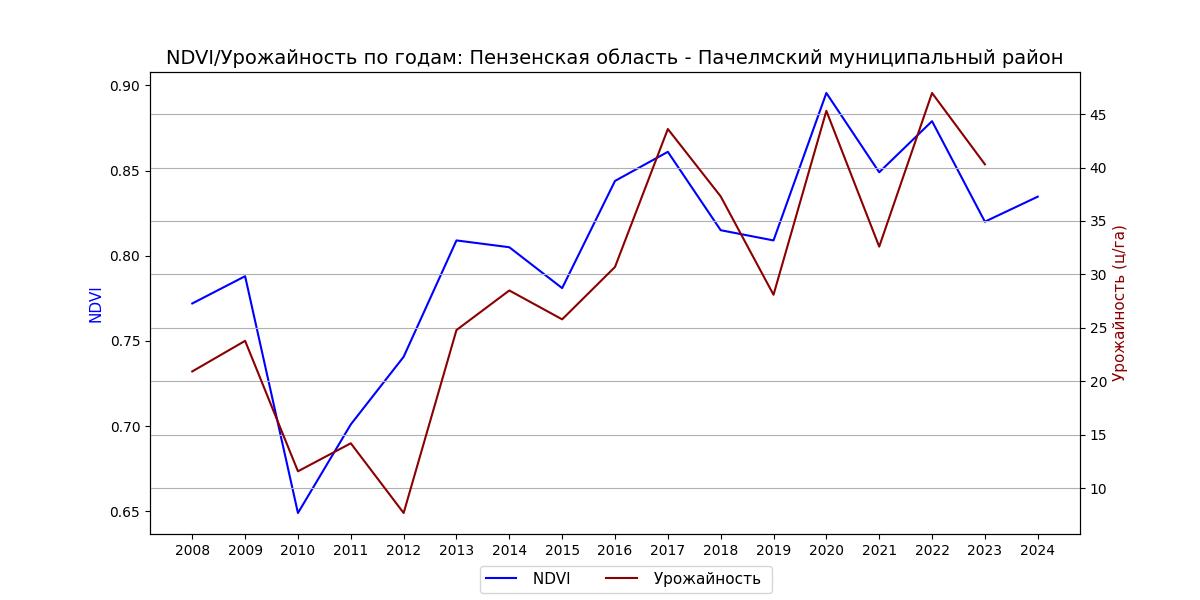 NDVI/Урожайность по годам: Пензенская область - Пачелмский муниципальный район
0.90
0.85
0.80
0.75
0.70
0.65
NDVI
45
40
35
30
25
20
15
10
Урожайность (ц/га)
2008 2009 2010 2011 2012 2013 2014 2015 2016 2017 2018 2019 2020 2021 2022 2023 2024
NDVI Урожайность